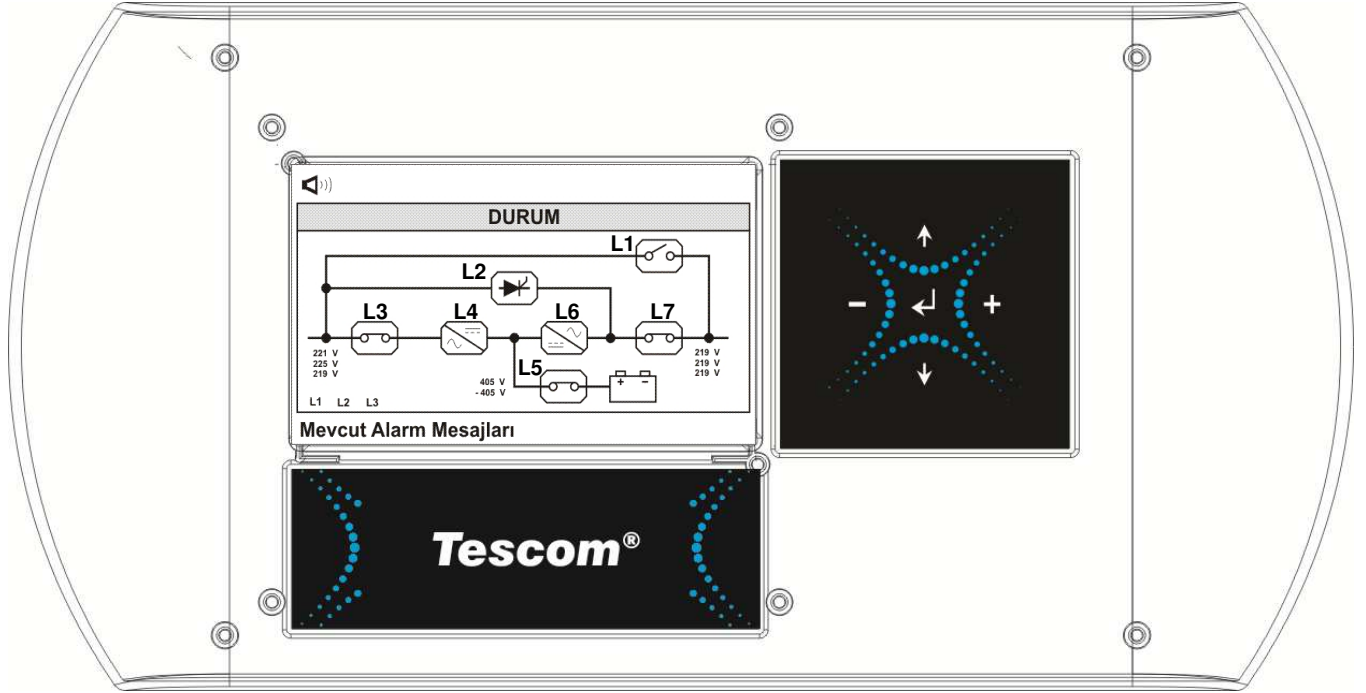 DURUM
L1
L2
L3 L4 L6 L7
221 V
225 V
219 V
219 V
219 V
219 V
L5
405 V
- 405 V
+ −
L1 L2 L3
Mevcut Alarm Mesajları
− +
Tescom®